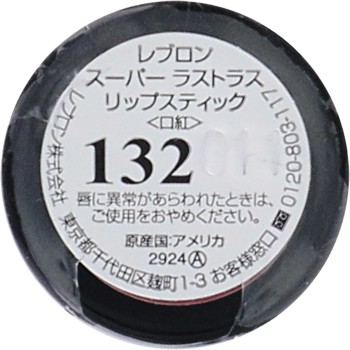 レブロン
スーパー ラストラス
リップスティック
<口紅>
132
唇に異常があらわれたときは、
ご使用をおやめください。
原産国:アメリカ
2924Ⓐ
レブロン株式会社 東京都千代田区麹町1-3 お客様窓口 0120-803-117